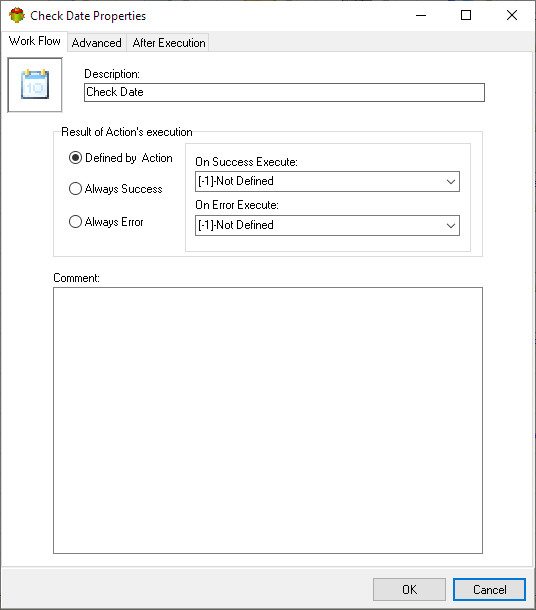 Check Date Properties
Work Flow Advanced After Execution
10
Description:
Check Date
Result of Action's execution
Defined by Action
Always Success
Always Error
On Success Execute:
[-1]-Not Defined
On Error Execute:
[-1]-Not Defined
Comment:
OK Cancel